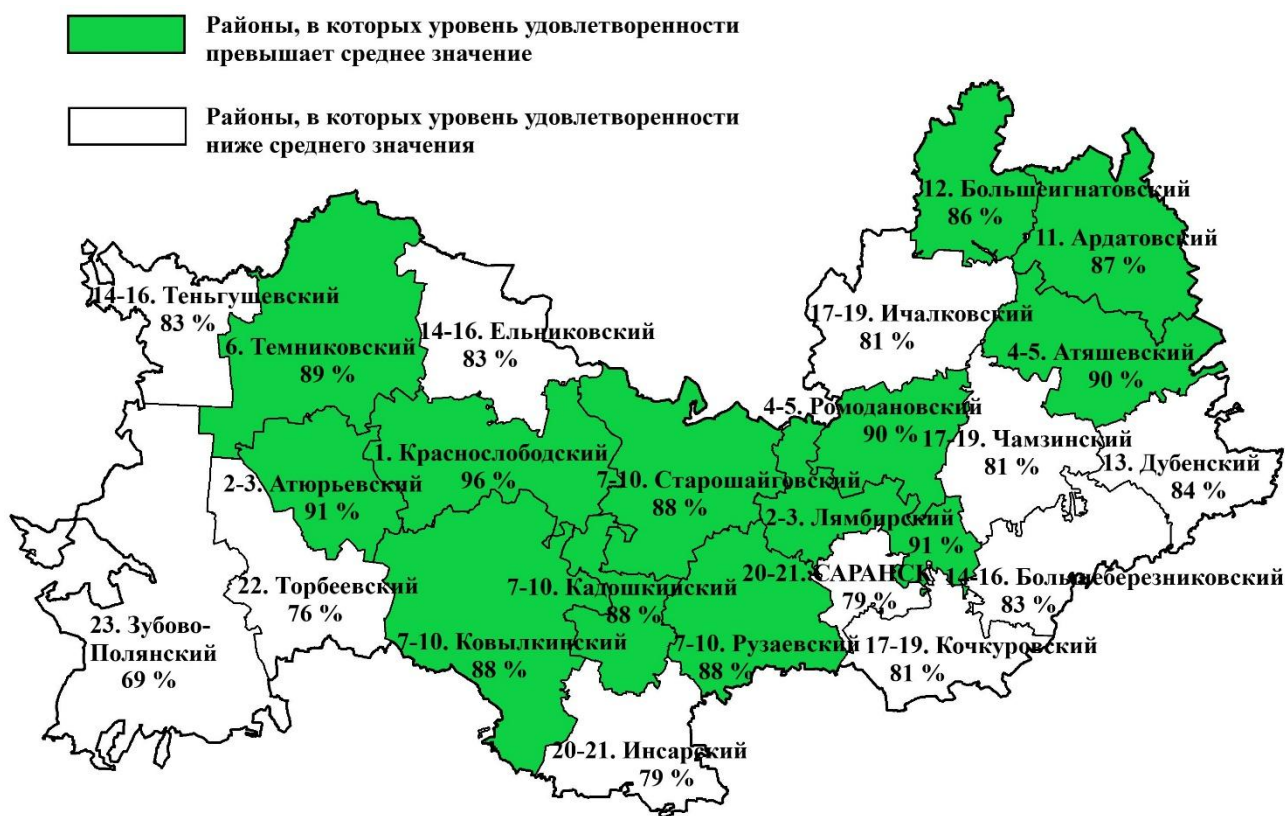 Районы, в которых уровень удовлетворенности
превышает среднее значение
Районы, в которых уровень удовлетворенности
ниже среднего значения
12. Большеигнатовский
86 %
11. Ардатовский
87 %
14-16. Теньгушевский
83 %
14-16. Ельниковский
83 %
17-19. Ичалковский
81 %
6. Темниковский
89 %
4-5. Атяшевский
90 %
4-5. Ромодановский
90 %
17-19. Чамзинский
81 %
13. Дубенский
84 %
1. Краснослободский
96 %
7-10. Старошайговский
88 %
2-3. Атюрьевский
91 %
2-3. Лямбирский
91 %
20-21. САРАНСК
79 %
14-16. Большеберезниковский
83 %
22. Торбеевский
76 %
7-10. Кадошкинский
88 %
23. Зубово-
Полянский
69 %
7-10. Ковылкинский
88 %
7-10. Рузаевский
88 %
17-19. Кочкуровский
81 %
20-21. Инсарский
79 %